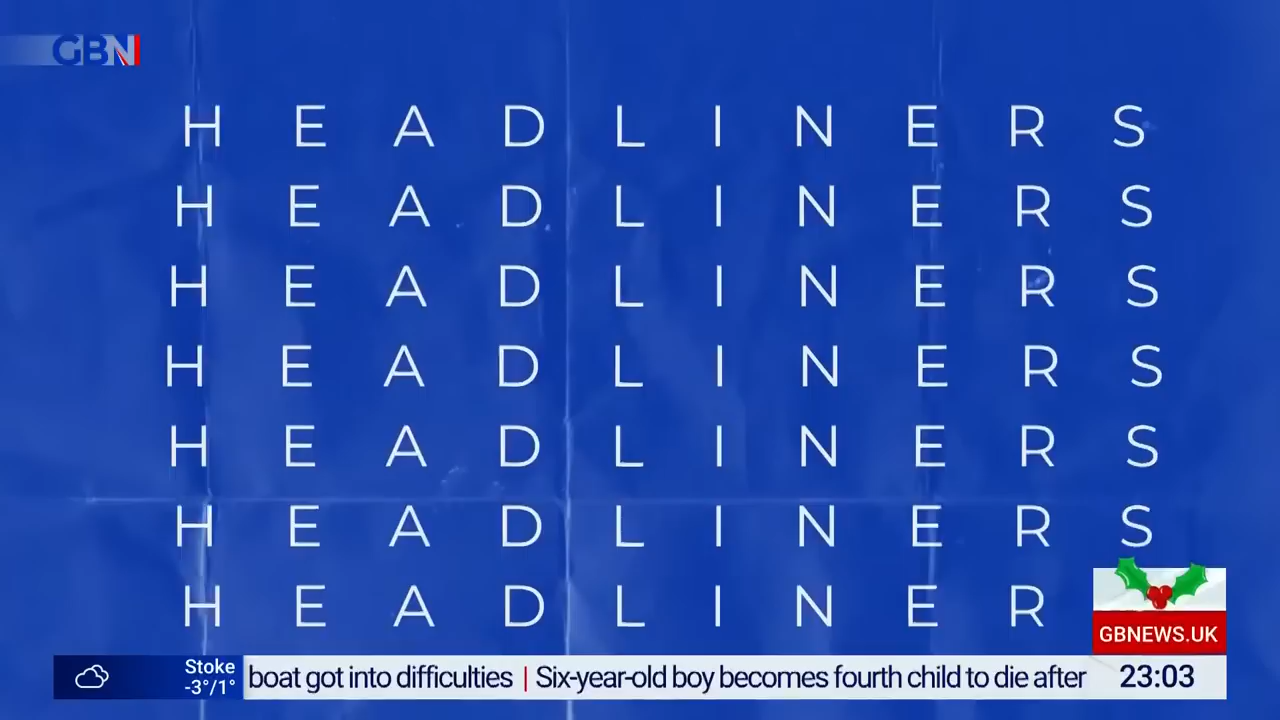 GBN
H E A D L I N E R S
H E A D L I N E R S
H E A D L I N E R S
H E A D L I N E R S
H E A D L I N E R S
H E A D L I N E R S
H E A D L I N E R
GBNEWS.UK
Stoke
-3°/1°
boat got into difficulties | Six-year-old boy becomes fourth child to die after
23:03